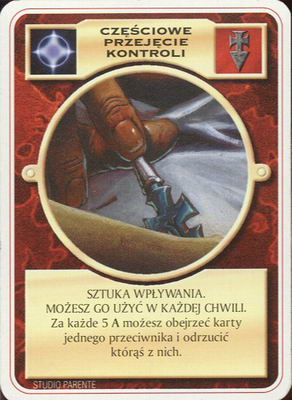 CZĘŚCIOWE
PRZEJĘCIE
KONTROLI
SZTUKA WPŁYWANIA.
MOŻESZ GO UŻYĆ W KAŻDEJ CHWILI.
Za każde 5 A możesz obejrzeć karty
jednego przeciwnika i odrzucić
którąś z nich.
STUDIO PARENTE